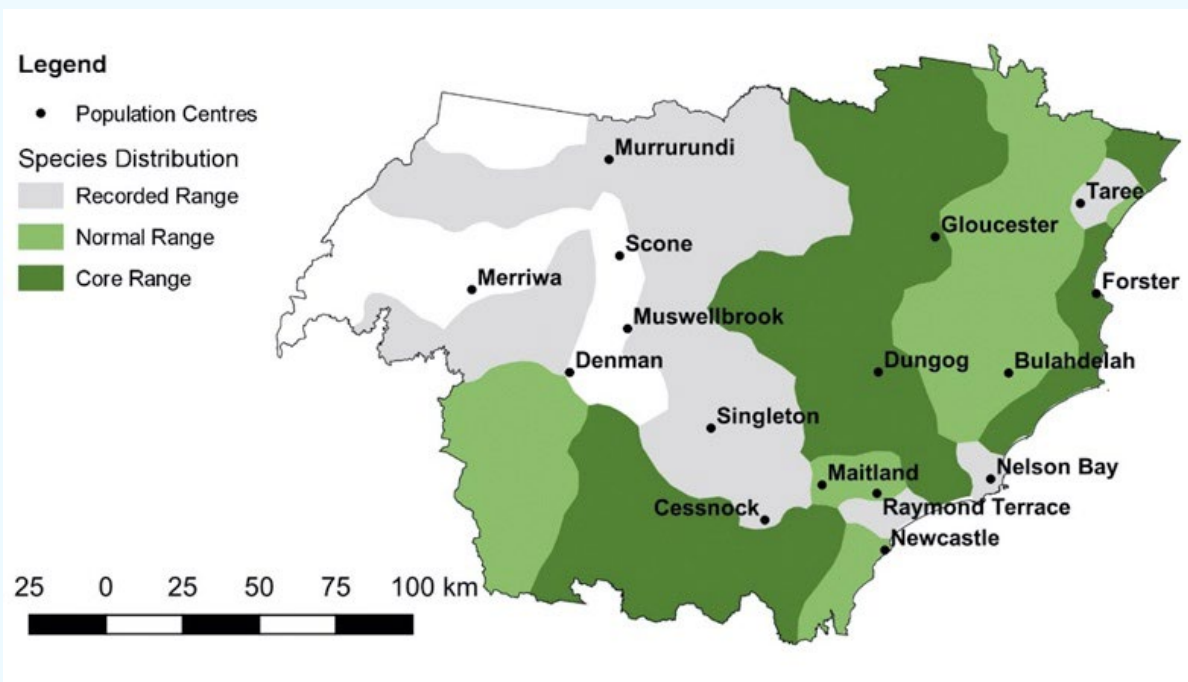 Legend
Population Centres
Species Distribution
Recorded Range
Normal Range
Core Range
Murrurundi
Taree
Gloucester
Scone
Merriwa
Forster
Muswellbrook
Denman
Dungog
Bulahdelah
Singleton
Maitland
Nelson Bay
Cessnock
Raymond Terrace
Newcastle
25 0 25 50 75 100 km